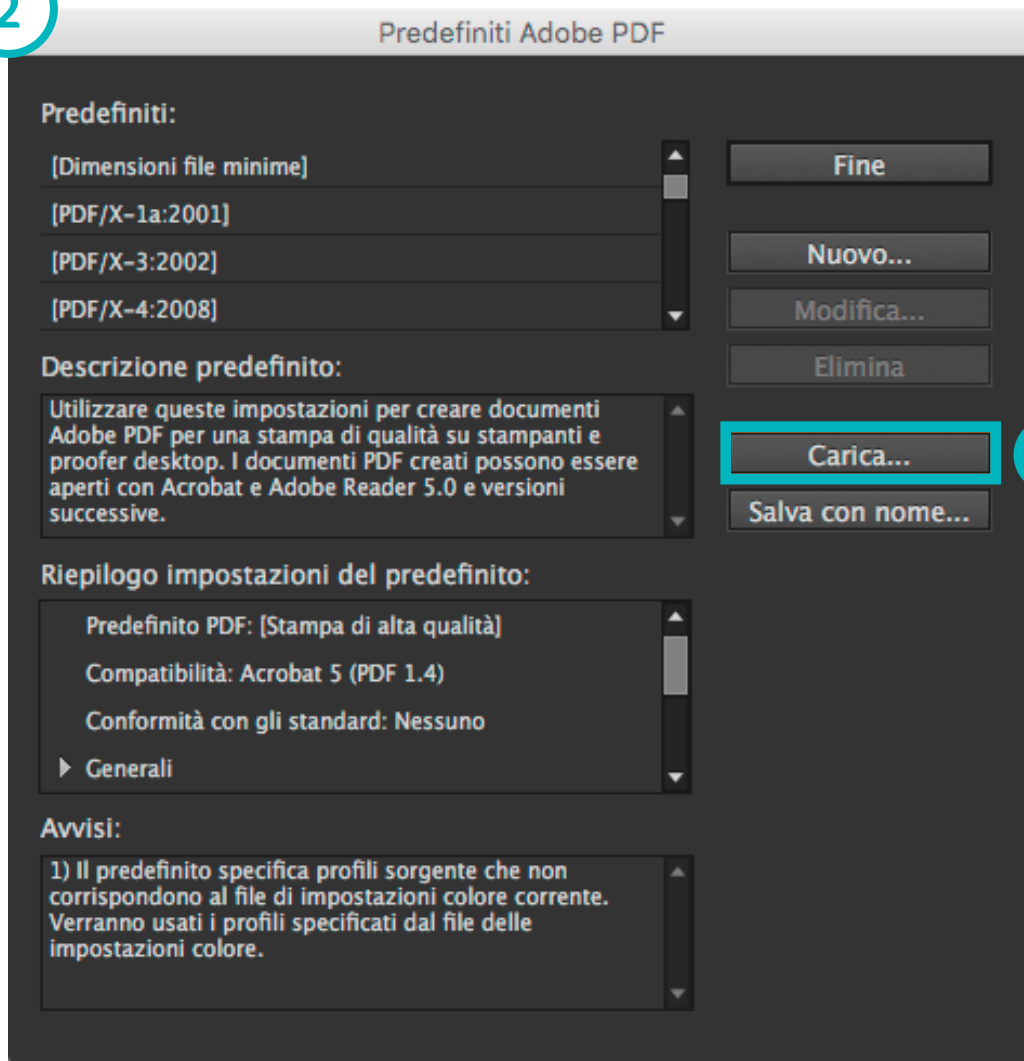 2
Predefiniti Adobe PDF
Predefiniti:
[Dimensioni file minime]
[PDF/X-1a:2001]
[PDF/X-3:2002]
[PDF/X-4:2008]
Fine
Nuovo...
Modifica...
Elimina
Carica...
Salva con nome...
Descrizione predefinito:
Utilizzare queste impostazioni per creare documenti
Adobe PDF per una stampa di qualità su stampanti e
proofer desktop. I documenti PDF creati possono essere
aperti con Acrobat e Adobe Reader 5.0 e versioni
successive.
Riepilogo impostazioni del predefinito:
Predefinito PDF: [Stampa di alta qualità]
Compatibilità: Acrobat 5 (PDF 1.4)
Conformità con gli standard: Nessuno
Generali
Avvisi:
1) Il predefinito specifica profili sorgente che non
corrispondono al file di impostazioni colore corrente.
Verranno usati i profili specificati dal file delle
impostazioni colore.